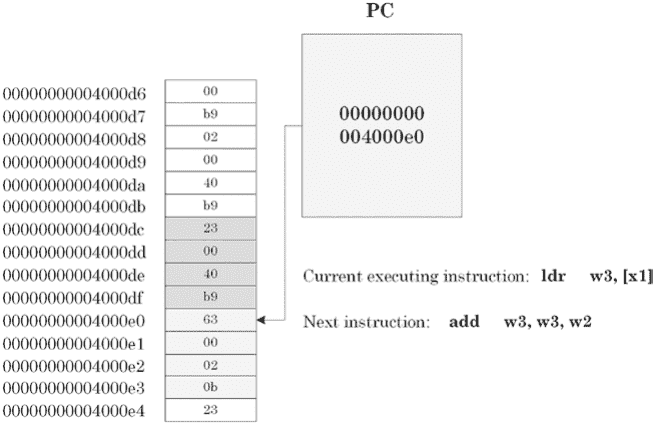 PC
00000000
004000e0
00000000004000d6 00
00000000004000d7 b9
00000000004000d8 02
00000000004000d9 00
00000000004000da 40
00000000004000db b9
00000000004000dc 23
00000000004000dd 00
00000000004000de 40
00000000004000df b9
00000000004000e0 63
00000000004000e1 00
00000000004000e2 02
00000000004000e3 0b
00000000004000e4 23
Current executing instruction: ldr w3, [x1]
Next instruction: add w3, w3, w2